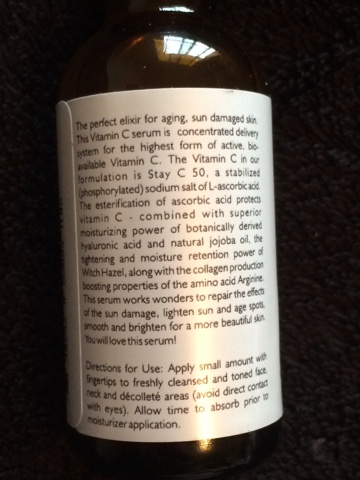 The perfect elixir for aging, sun damaged skin.
This Vitamin C serum is concentrated delivery
system for the highest form of active, bio-
available Vitamin C. The Vitamin C in our
formulation is Stay C 50, a stabilized
(phosphorylated) sodium salt of L-ascorbic acid.
The esterification of ascorbic acid protects
vitamin C - combined with superior
moisturizing power of botanically derived
hyaluronic acid and natural jojoba oil, the
tightening and moisture retention power of
Witch Hazel, along with the collagen production
boosting properties of the amino acid Arginine.
This serum works wonders to repair the effects
of the sun damage, lighten sun and age spots,
smooth and brighten for a more beautiful skin.
You will love this serum!
Directions for Use: Apply small amount with
fingertips to freshly cleansed and toned face,
neck and décolleté areas (avoid direct contact
with eyes). Allow time to absorb prior to
moisturizer application.